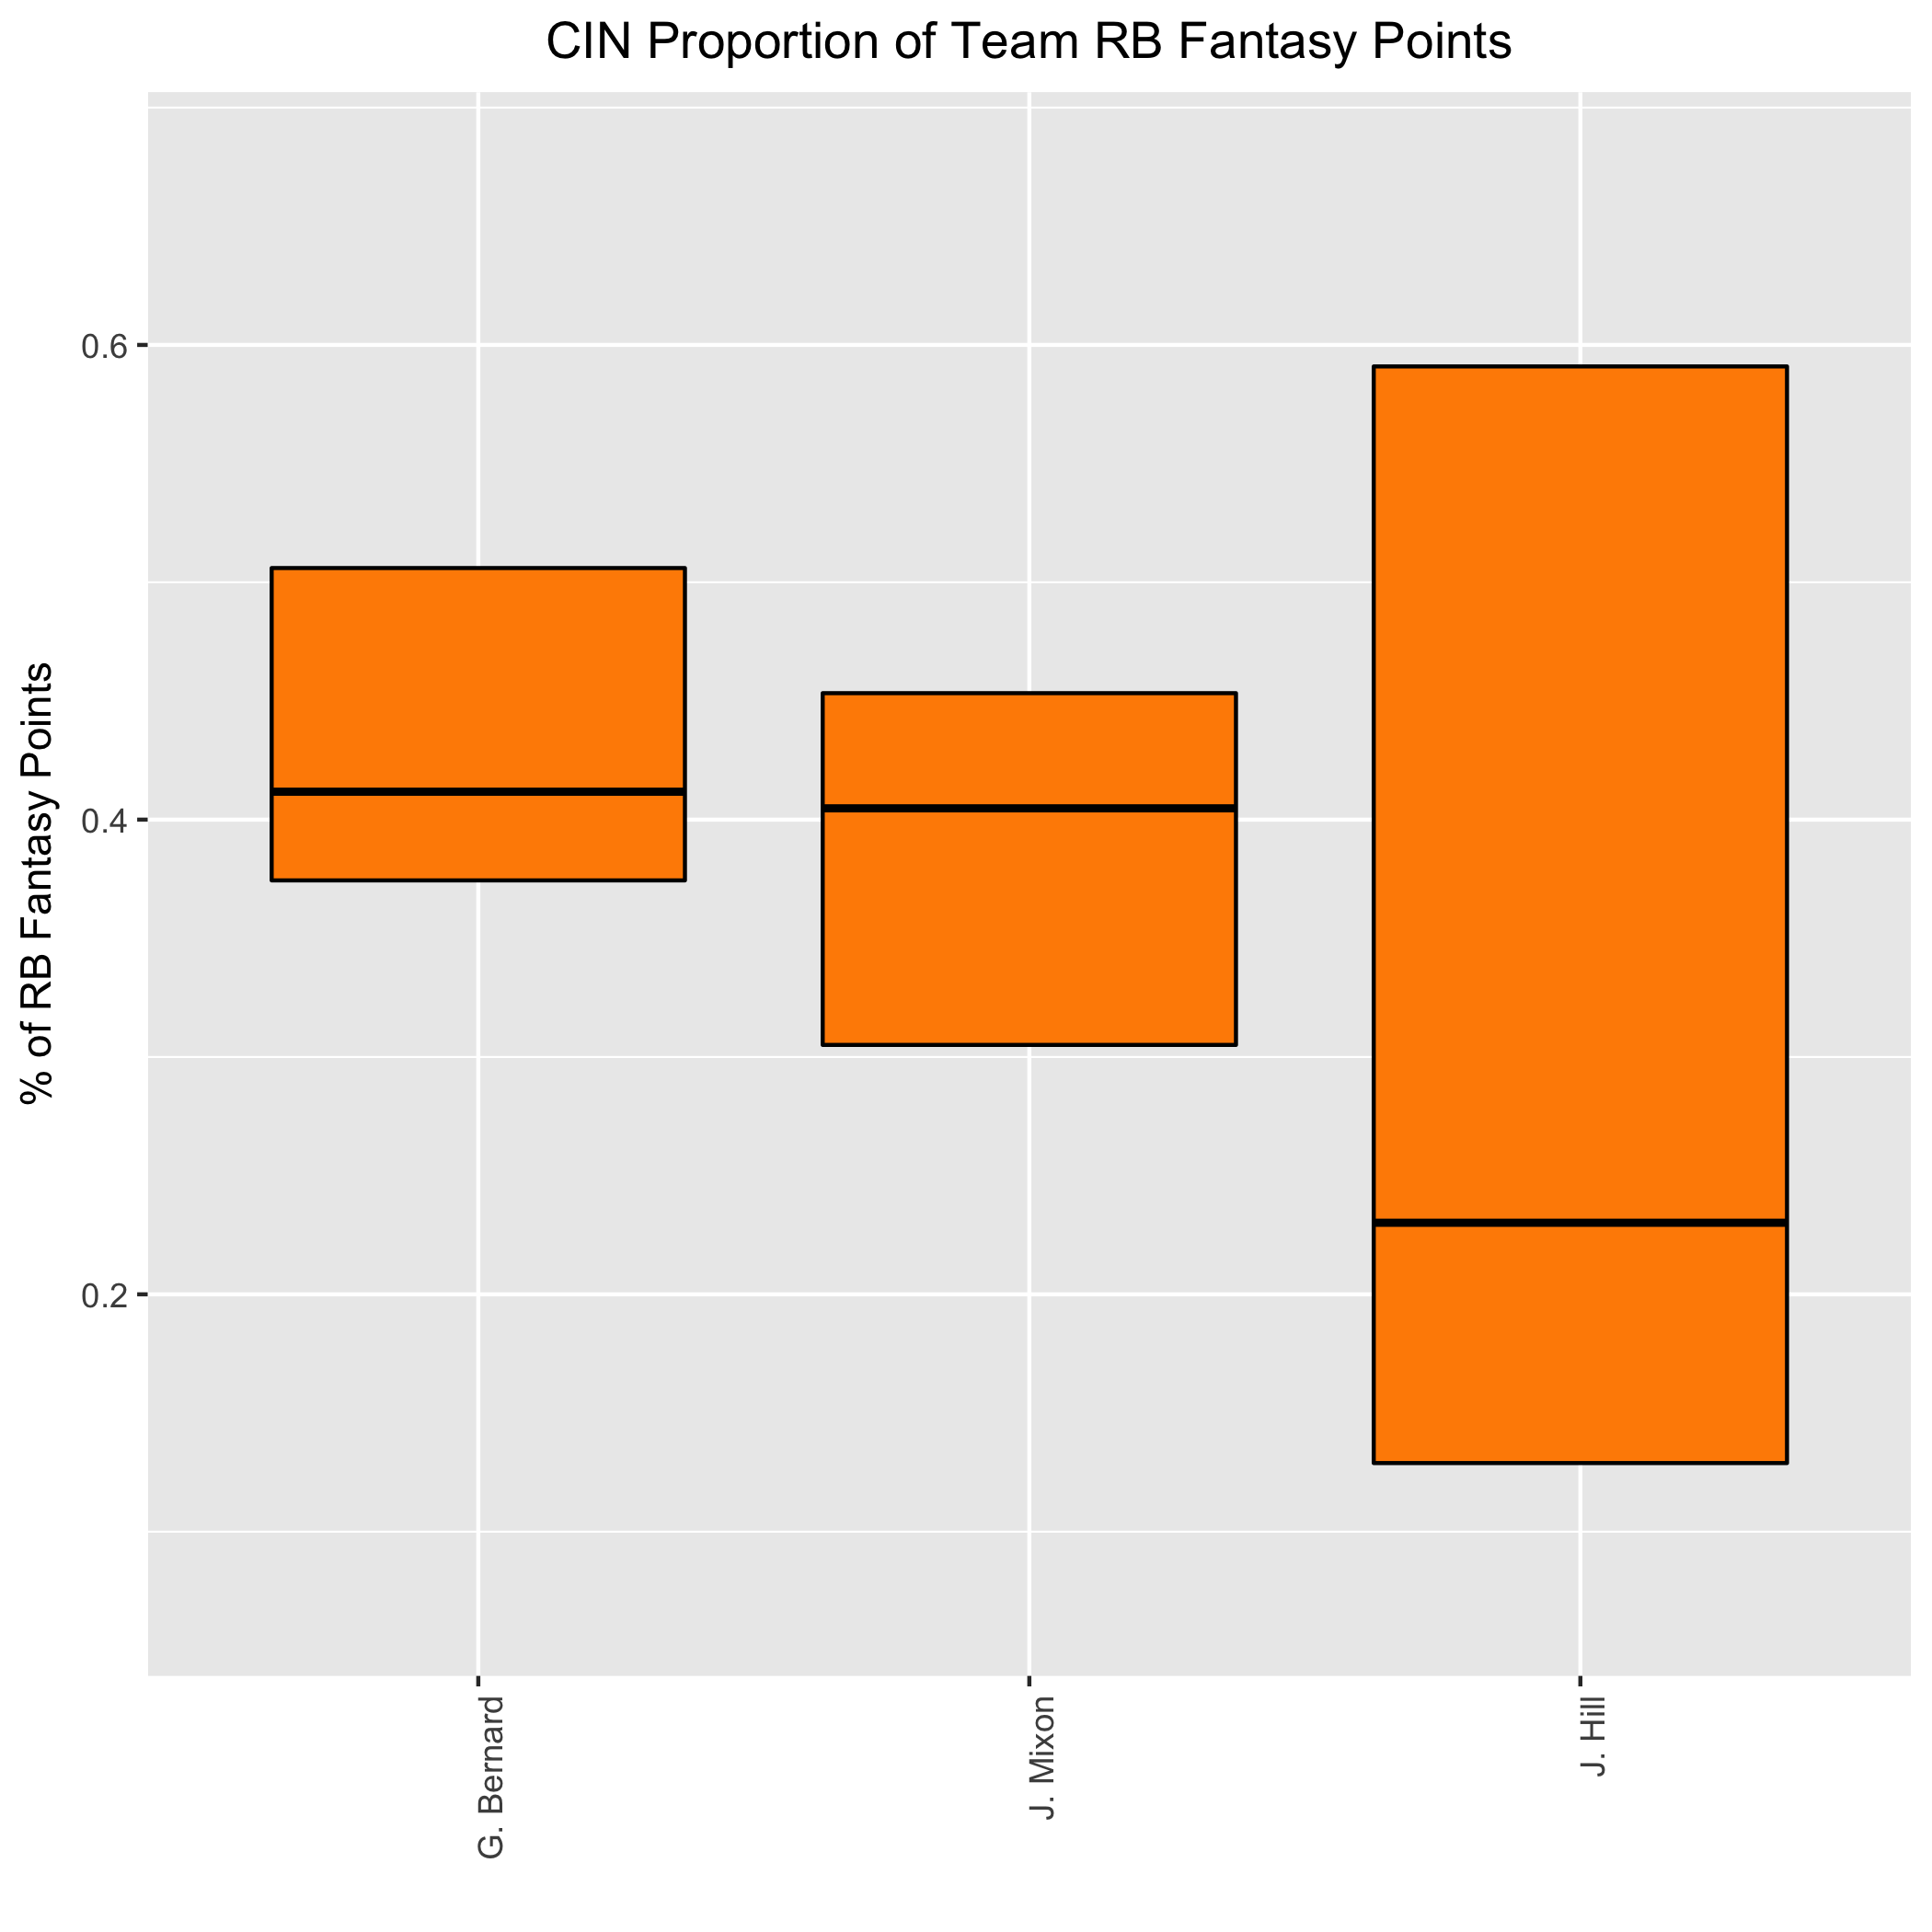 CIN Proportion of Team RB Fantasy Points
% of RB Fantasy Points
0.6
0.4
0.2
G. Bernard
J. Mixon
J. Hill